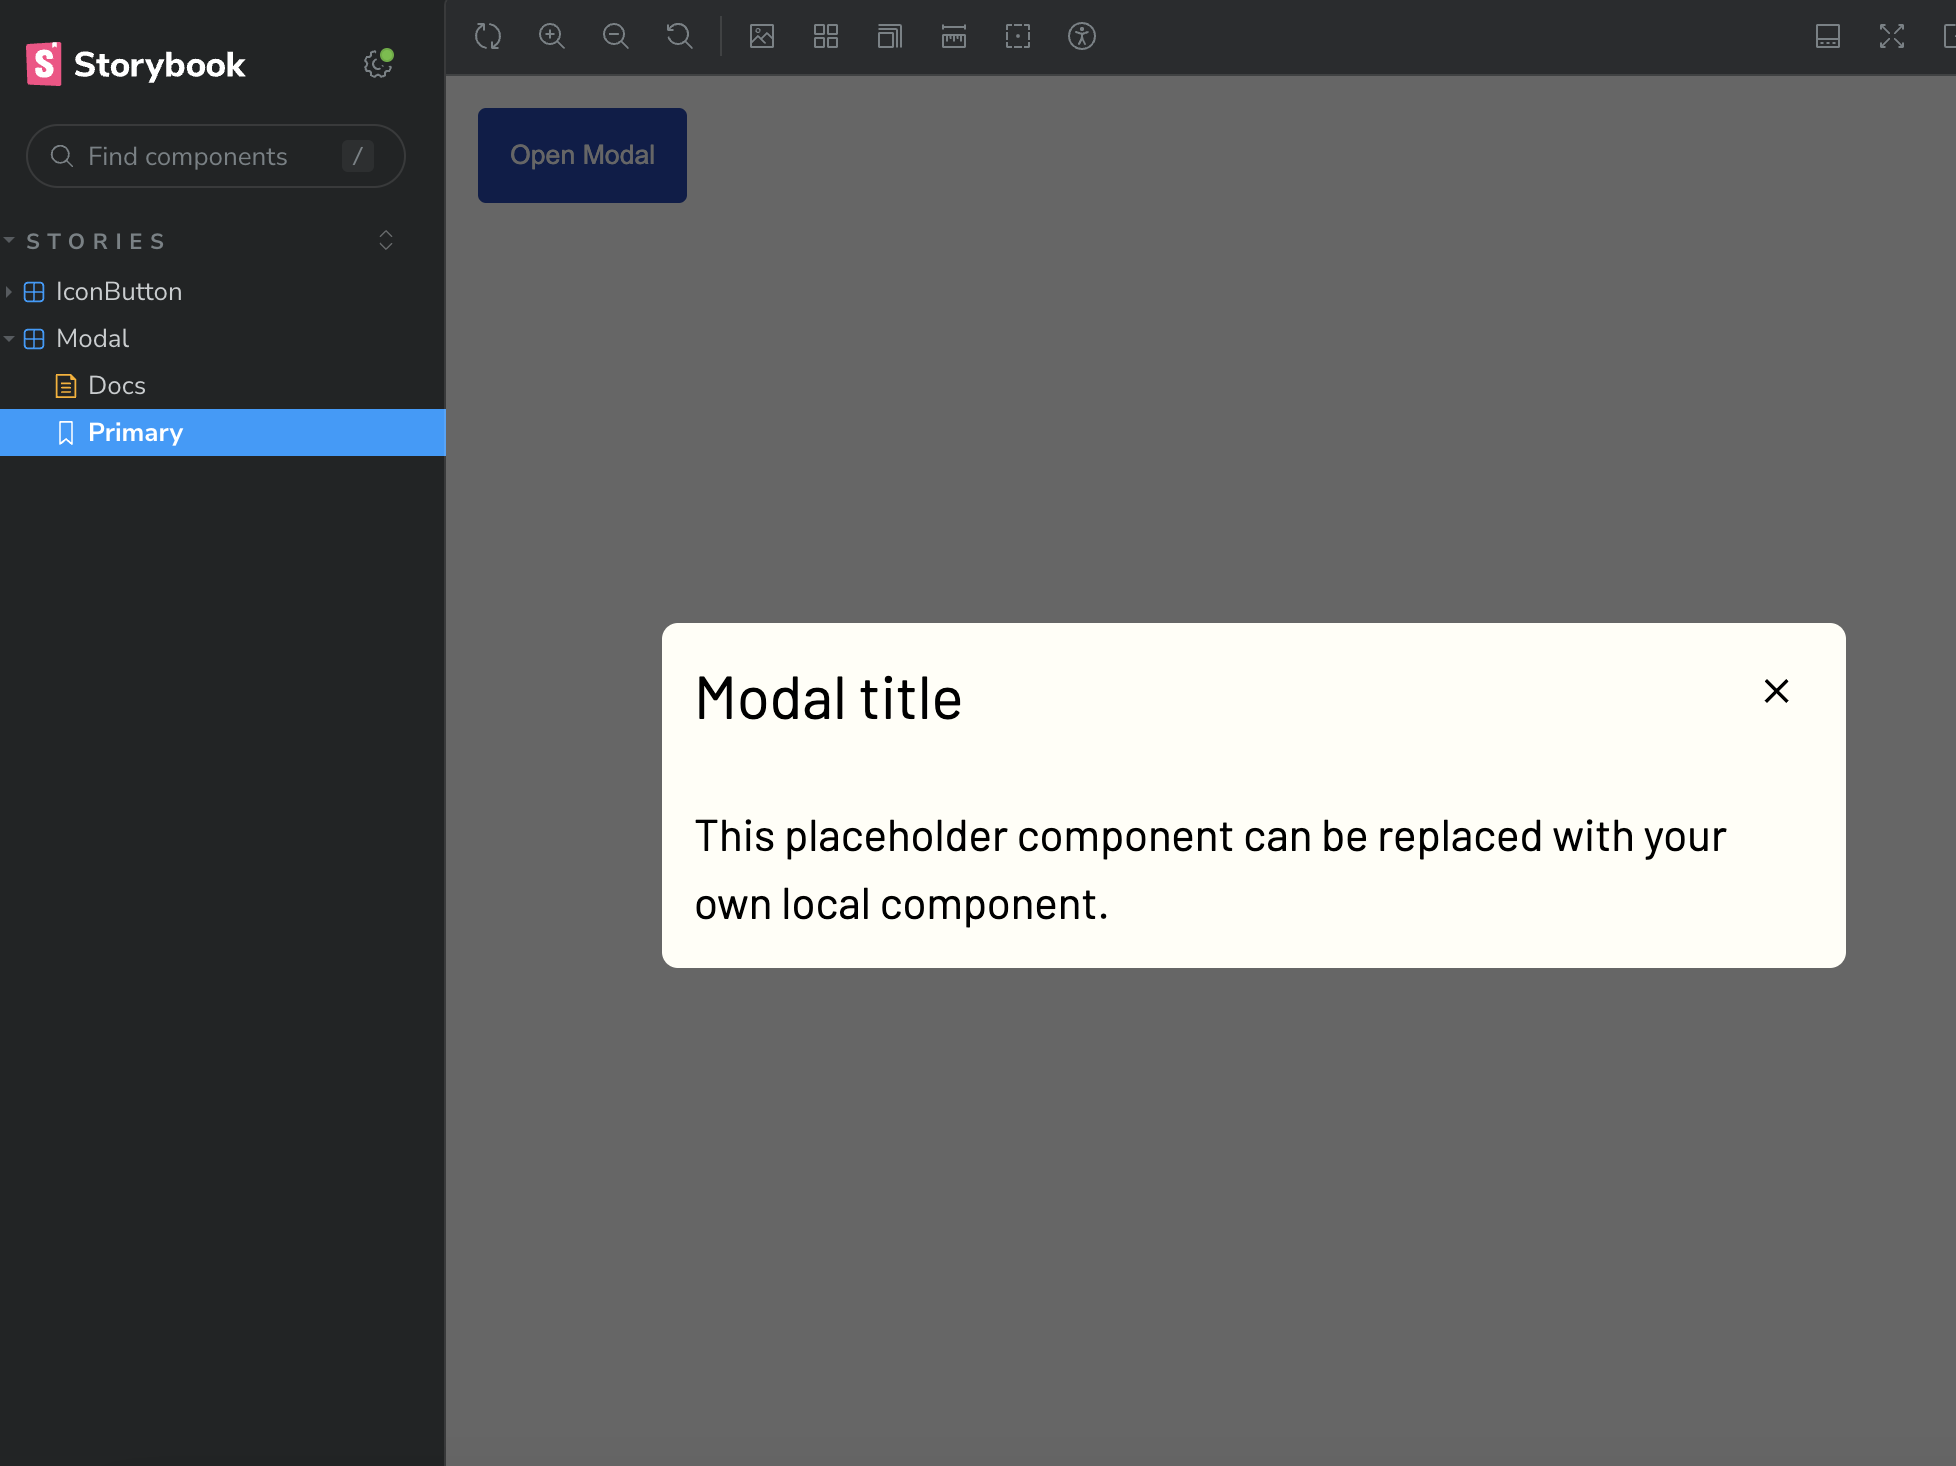 Storybook
Find components /
STORIES
IconButton
Modal
Docs
Primary
Open Modal
Modal title
This placeholder component can be replaced with your
own local component.